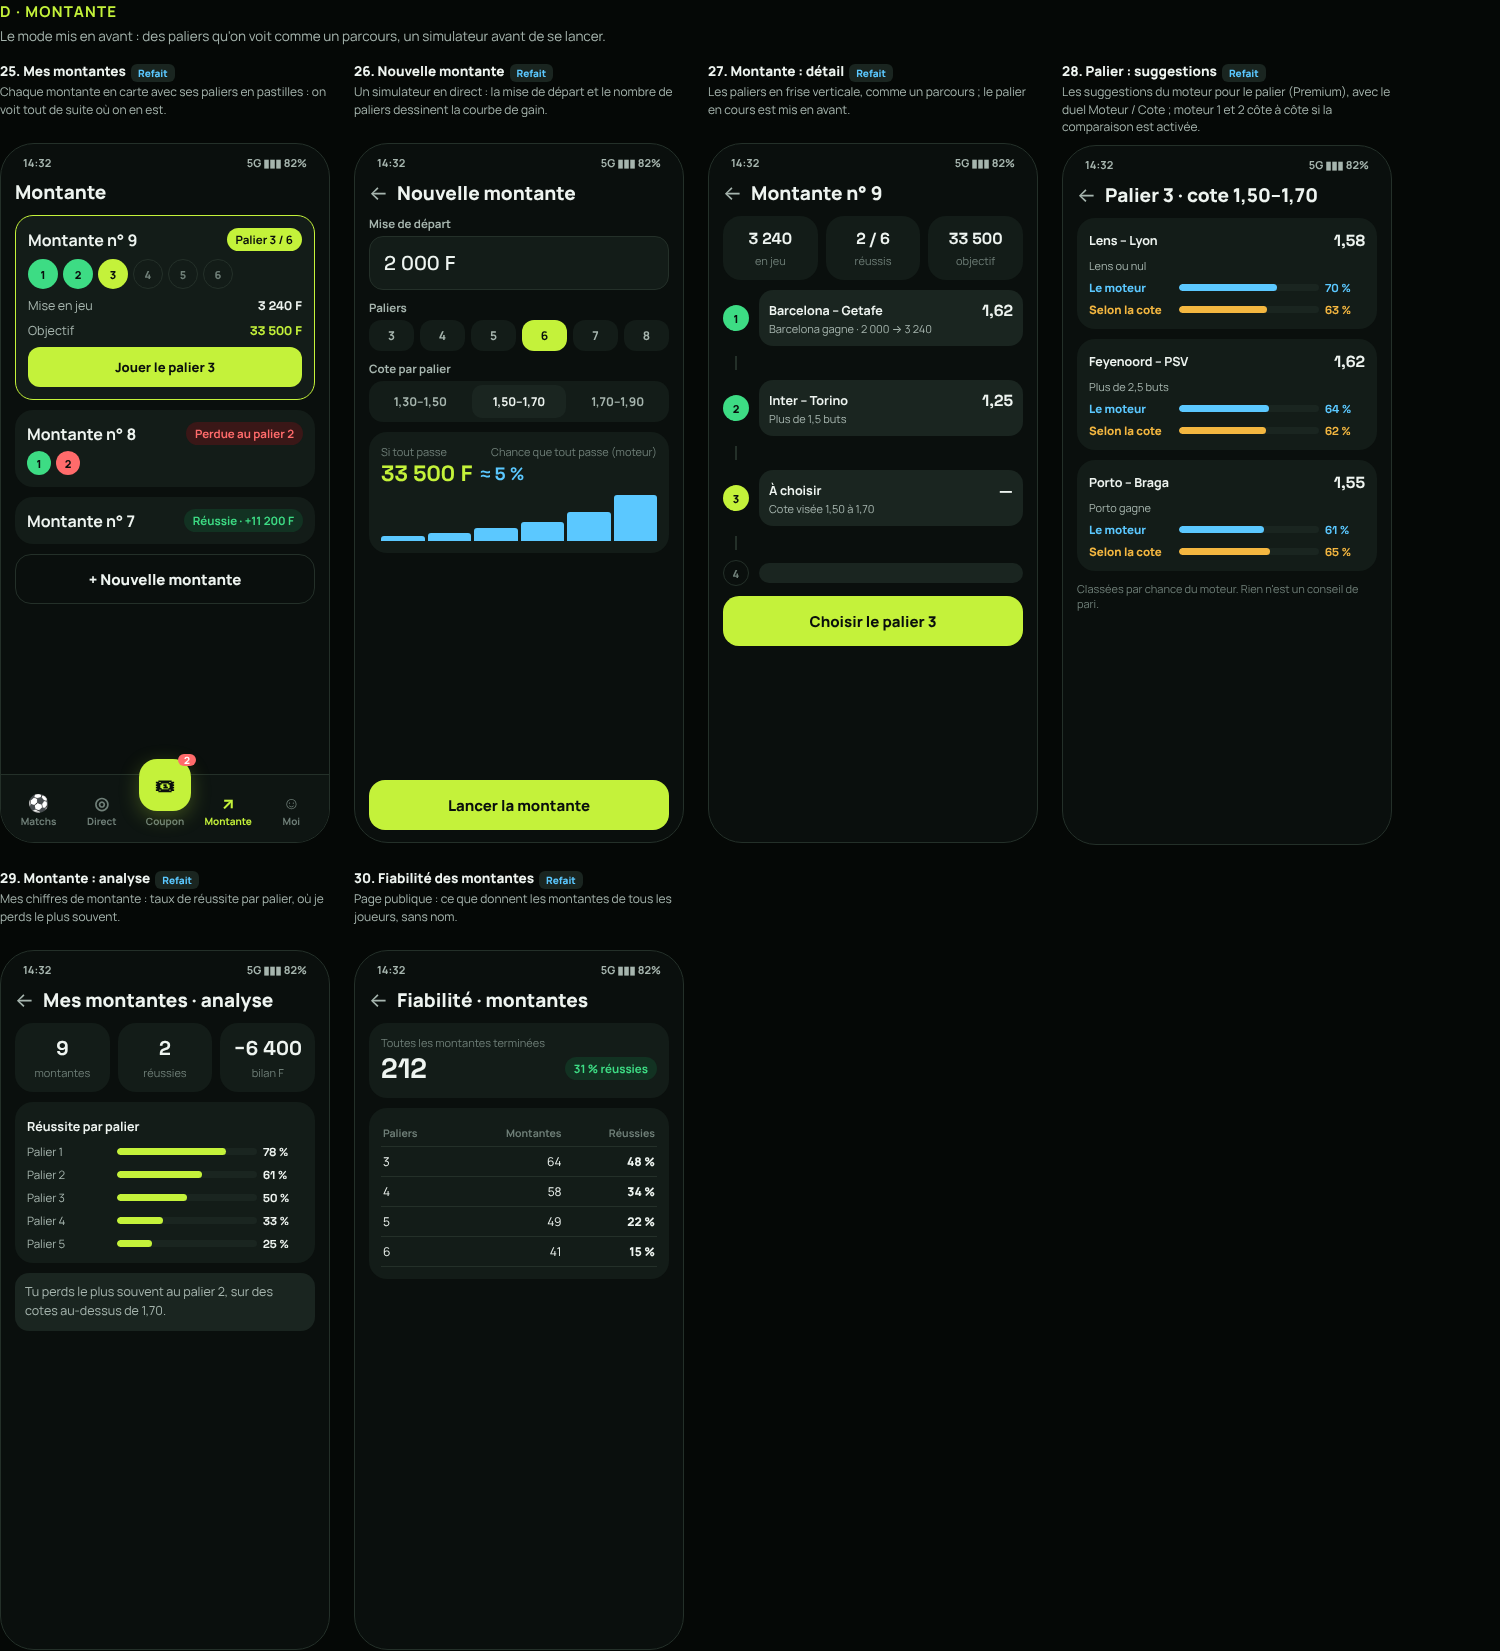 D · MONTANTE
Le mode mis en avant : des paliers qu'on voit comme un parcours, un simulateur avant de se lancer.
25. Mes montantes Refait
Chaque montante en carte avec ses paliers en pastilles : on
voit tout de suite où on en est.
14:32 5G 82%
Montante
Montante n° 9 Palier 3 / 6
1 2 3 4 5 6
Mise en jeu 3 240 F
Objectif 33 500 F
Jouer le palier 3
Montante n° 8 Perdue au palier 2
1 2
Montante n° 7 Réussie · +11 200 F
+ Nouvelle montante
2
Matchs Direct Coupon Montante Moi
26. Nouvelle montante Refait
Un simulateur en direct : la mise de départ et le nombre de
paliers dessinent la courbe de gain.
14:32 5G 82%
← Nouvelle montante
Mise de départ
2 000 F
Paliers
3 4 5 6 7 8
Cote par palier
1,30–1,50 1,50–1,70 1,70–1,90
Si tout passe Chance que tout passe (moteur)
33 500 F ≈ 5 %
Lancer la montante
27. Montante : détail Refait
Les paliers en frise verticale, comme un parcours ; le palier
en cours est mis en avant.
14:32 5G 82%
← Montante n° 9
3 240 2 / 6 33 500
en jeu réussis objectif
1 Barcelona – Getafe 1,62
Barcelona gagne · 2 000 → 3 240
2 Inter – Torino 1,25
Plus de 1,5 buts
3 À choisir —
Cote visée 1,50 à 1,70
4
Choisir le palier 3
28. Palier : suggestions Refait
Les suggestions du moteur pour le palier (Premium), avec le
duel Moteur / Cote ; moteur 1 et 2 côte à côte si la
comparaison est activée.
14:32 5G 82%
← Palier 3 · cote 1,50–1,70
Lens – Lyon 1,58
Lens ou nul
Le moteur 70 %
Selon la cote 63 %
Feyenoord – PSV 1,62
Plus de 2,5 buts
Le moteur 64 %
Selon la cote 62 %
Porto – Braga 1,55
Porto gagne
Le moteur 61 %
Selon la cote 65 %
Classées par chance du moteur. Rien n'est un conseil de
pari.
29. Montante : analyse Refait
Mes chiffres de montante : taux de réussite par palier, où je
perds le plus souvent.
14:32 5G 82%
← Mes montantes · analyse
9 2 −6 400
montantes réussies bilan F
Réussite par palier
Palier 1 78 %
Palier 2 61 %
Palier 3 50 %
Palier 4 33 %
Palier 5 25 %
Tu perds le plus souvent au palier 2, sur des
cotes au-dessus de 1,70.
30. Fiabilité des montantes Refait
Page publique : ce que donnent les montantes de tous les
joueurs, sans nom.
14:32 5G 82%
← Fiabilité · montantes
Toutes les montantes terminées
212 31 % réussies
Paliers Montantes Réussies
3 64 48 %
4 58 34 %
5 49 22 %
6 41 15 %